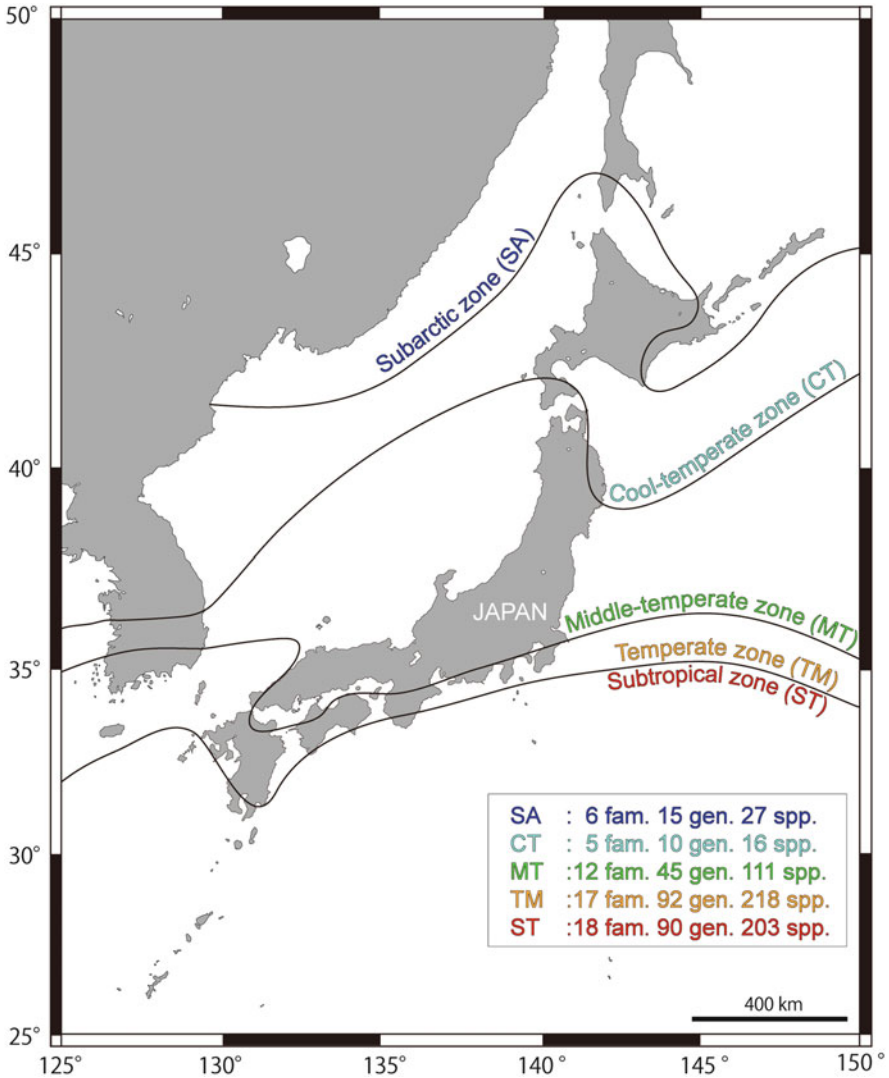 50°
45°
40°
35°
30°
25°
125°
130°
135°
140°
145°
150°
Subarctic zone (SA)
Cool-temperate zone (CT)
JAPAN
Middle-temperate zone (MT)
Temperate zone (TM)
Subtropical zone (ST)
SA : 6 fam. 15 gen. 27 spp.
CT : 5 fam. 10 gen. 16 spp.
MT :12 fam. 45 gen. 111 spp.
TM :17 fam. 92 gen. 218 spp.
ST :18 fam. 90 gen. 203 spp.
400 km